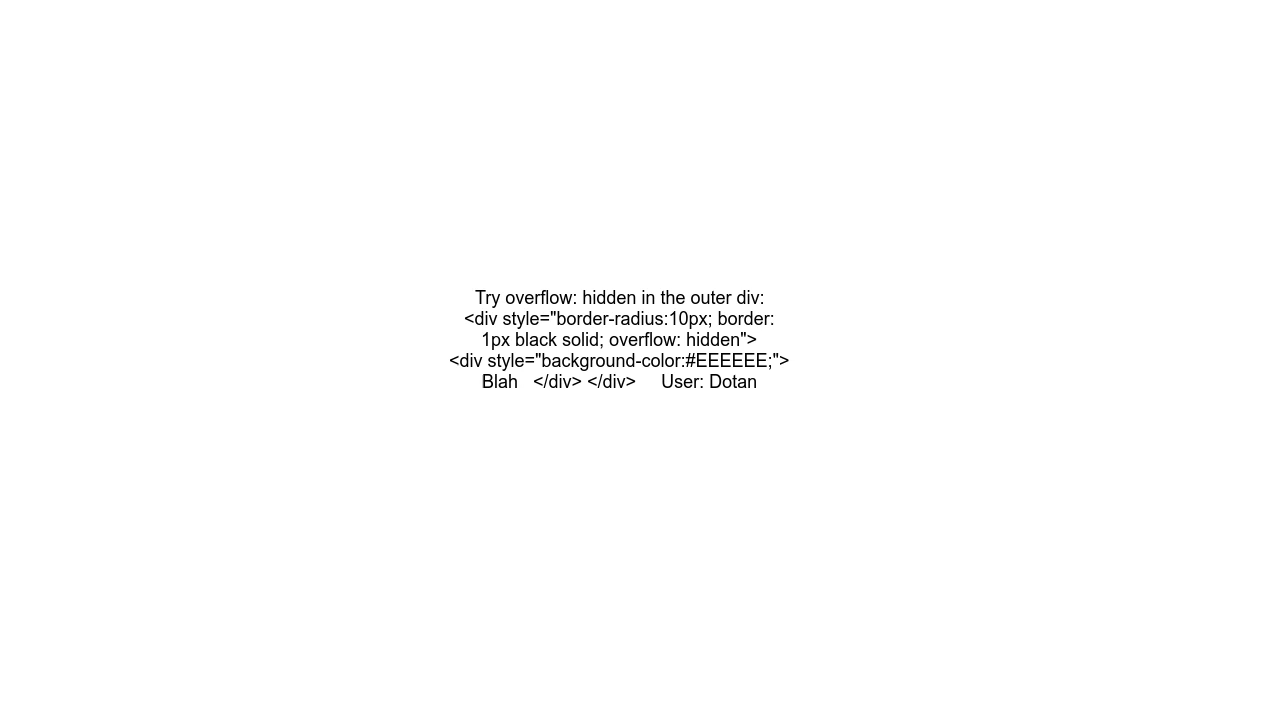 Try overflow: hidden in the outer div:
<div style="border-radius:10px; border:
1px black solid; overflow: hidden">
<div style="background-color:#EEEEEE;">
Blah   </div> </div>     User: Dotan